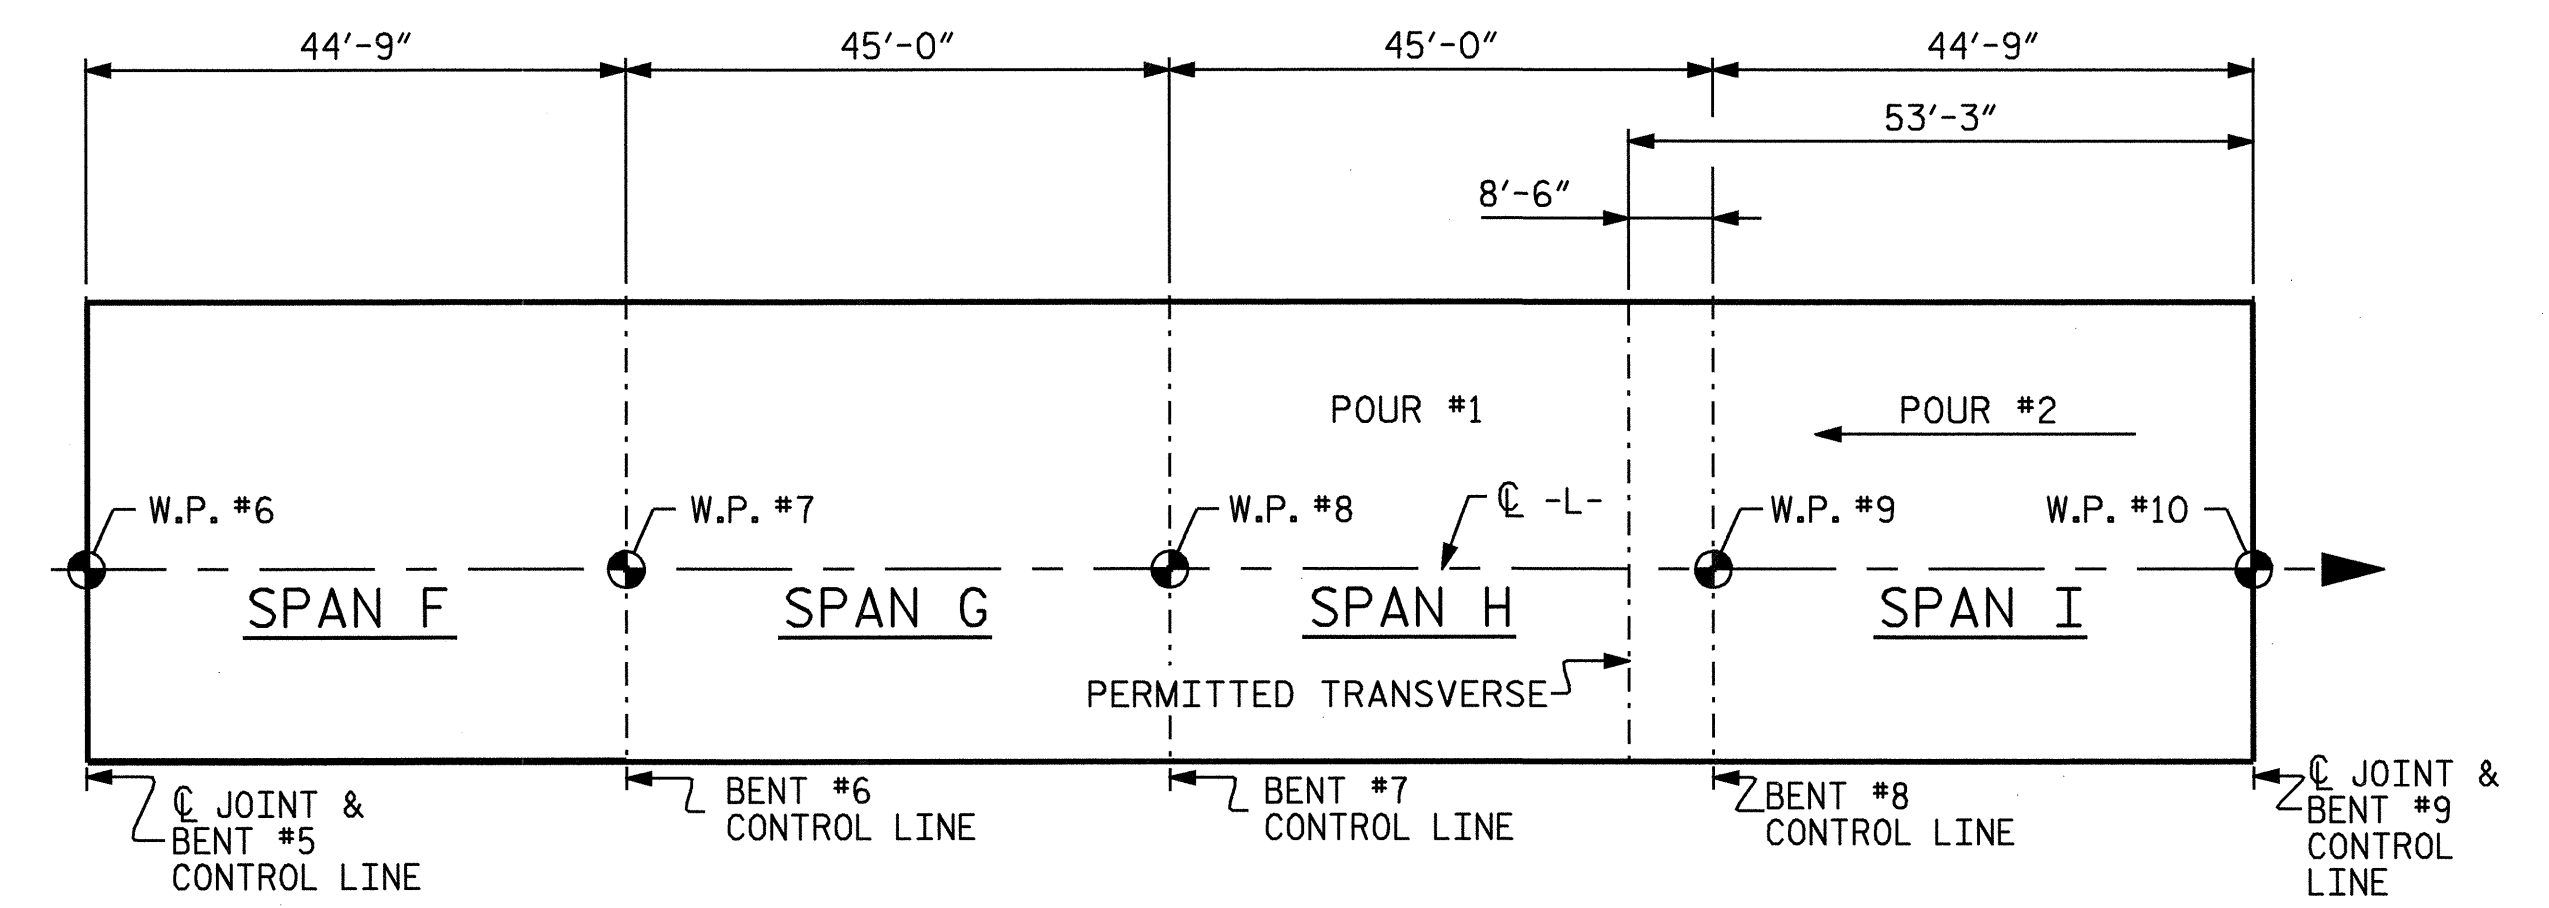 44'-9" 45'-0" 45'-0" 44'-9"
53'-3"
8'-6"
POUR #1
POUR #2
W.P. #6
W.P. #7
W.P. #8
℄ -L-
W.P. #9
W.P. #10
SPAN F
SPAN G
SPAN H
SPAN I
PERMITTED TRANSVERSE
℄ JOINT &
BENT #5
CONTROL LINE
BENT #6
CONTROL LINE
BENT #7
CONTROL LINE
BENT #8
CONTROL LINE
℄ JOINT &
BENT #9
CONTROL
LINE